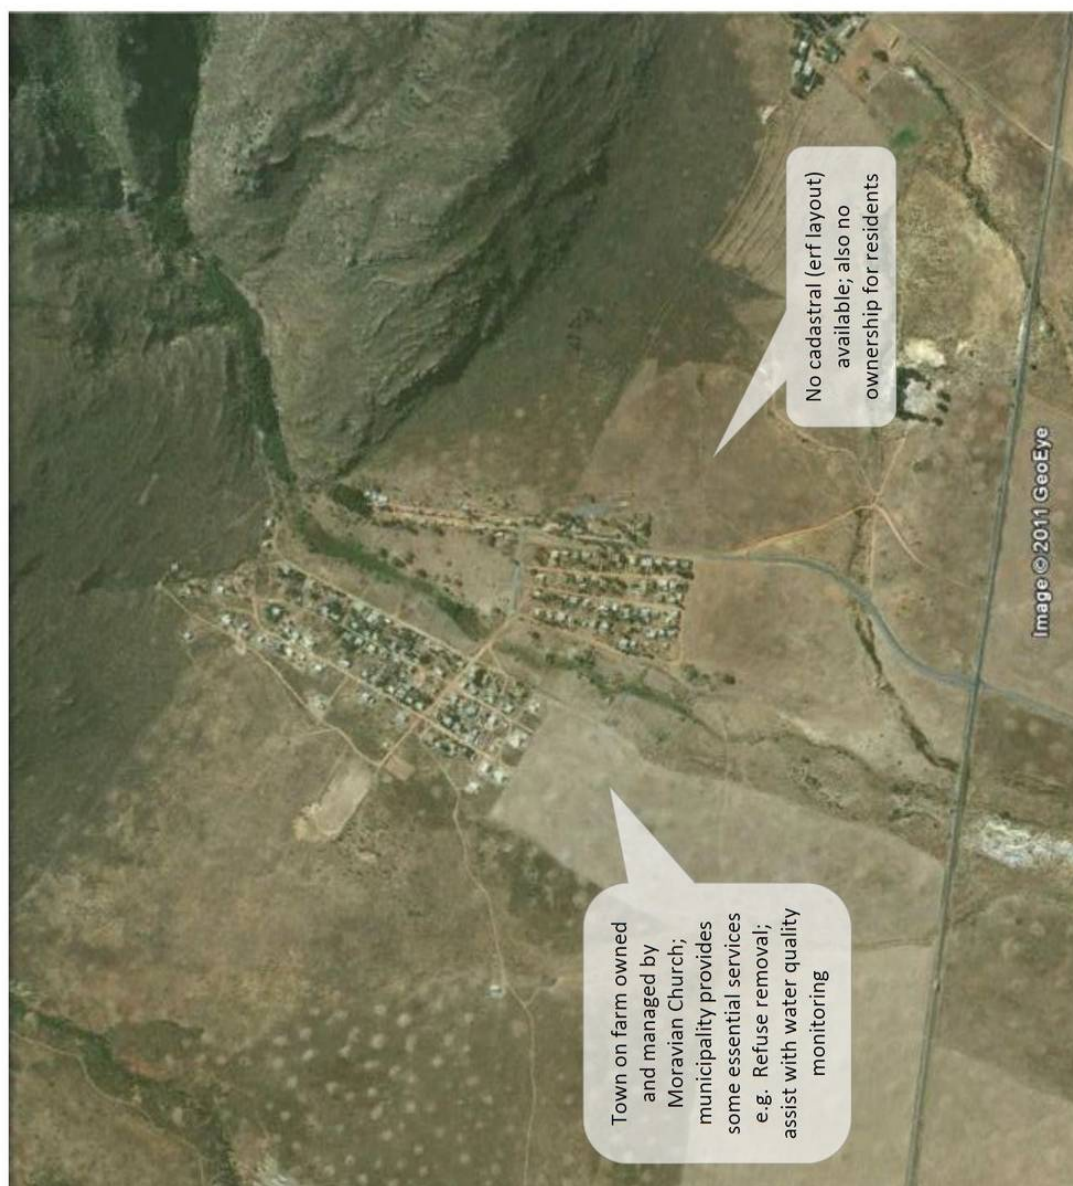 Town on farm owned
and managed by
Moravian Church;
municipality provides
some essential services
e.g. Refuse removal;
assist with water quality
monitoring
No cadastral (erf layout)
available; also no
ownership for residents
Image © 2011 GeoEye